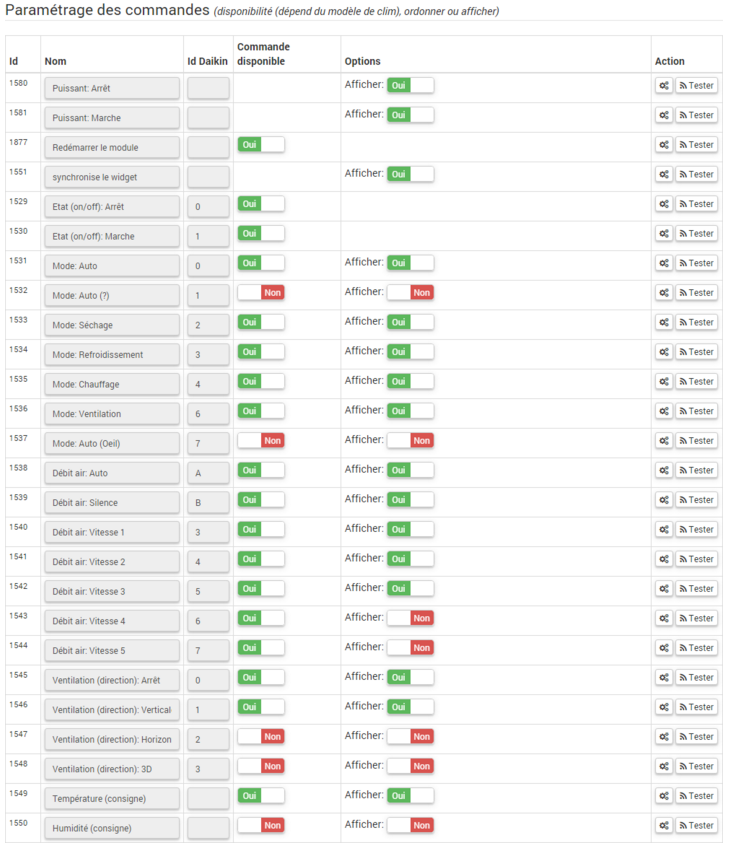 Paramétrage des commandes (disponibilité (dépend du modèle de clim), ordonner ou afficher)
Id Nom Id Daikin Commande disponible Options Action
1580 Puissant: Arrêt Afficher: Oui Tester
1581 Puissant: Marche Afficher: Oui Tester
1877 Redémarrer le module Oui Tester
1551 synchronise le widget Afficher: Oui Tester
1529 Etat (on/off): Arrêt 0 Oui Tester
1530 Etat (on/off): Marche 1 Oui Tester
1531 Mode: Auto 0 Oui Afficher: Oui Tester
1532 Mode: Auto (?) 1 Non Afficher: Non Tester
1533 Mode: Séchage 2 Oui Afficher: Oui Tester
1534 Mode: Refroidissement 3 Oui Afficher: Oui Tester
1535 Mode: Chauffage 4 Oui Afficher: Oui Tester
1536 Mode: Ventilation 6 Oui Afficher: Oui Tester
1537 Mode: Auto (Oeil) 7 Non Afficher: Non Tester
1538 Débit air: Auto A Oui Afficher: Oui Tester
1539 Débit air: Silence B Oui Afficher: Oui Tester
1540 Débit air: Vitesse 1 3 Oui Afficher: Oui Tester
1541 Débit air: Vitesse 2 4 Oui Afficher: Oui Tester
1542 Débit air: Vitesse 3 5 Oui Afficher: Oui Tester
1543 Débit air: Vitesse 4 6 Oui Afficher: Non Tester
1544 Débit air: Vitesse 5 7 Oui Afficher: Non Tester
1545 Ventilation (direction): Arrêt 0 Oui Afficher: Oui Tester
1546 Ventilation (direction): Vertical 1 Oui Afficher: Oui Tester
1547 Ventilation (direction): Horizon 2 Non Afficher: Non Tester
1548 Ventilation (direction): 3D 3 Non Afficher: Non Tester
1549 Température (consigne) Oui Afficher: Oui Tester
1550 Humidité (consigne) Non Afficher: Non Tester